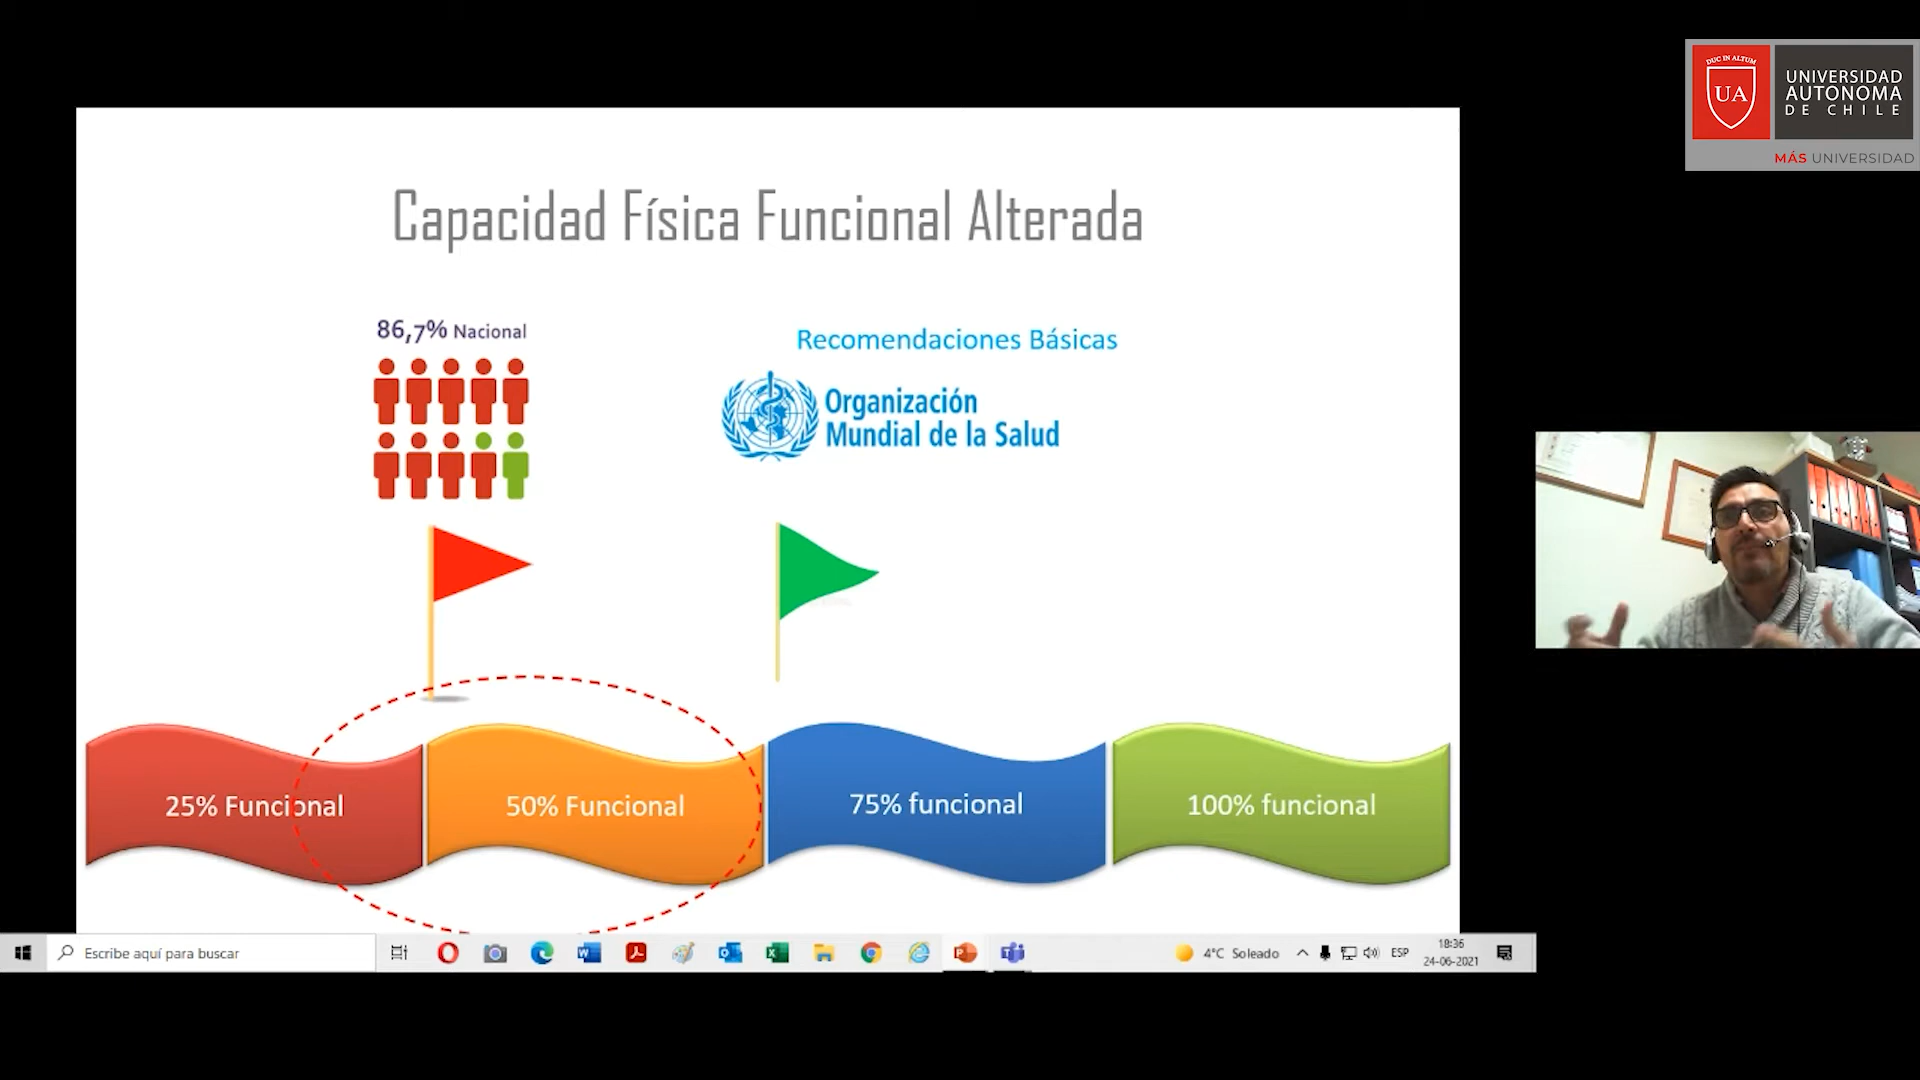 DUC IN ALTUM
UA
UNIVERSIDAD
AUTONOMA
DE CHILE
MÁS UNIVERSIDAD
Capacidad Física Funcional Alterada
86,7% Nacional
Recomendaciones Básicas
Organización
Mundial de la Salud
25% Funcional
50% Funcional
75% funcional
100% funcional
Escribe aquí para buscar
4°C Soleado
ESP
18:36
24-06-2021